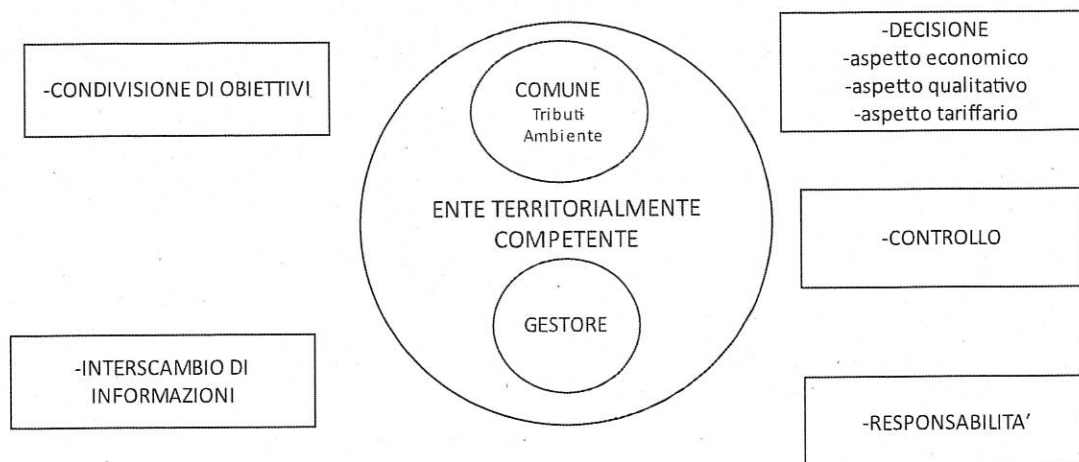 -CONDIVISIONE DI OBIETTIVI
-INTERSCAMBIO DI
INFORMAZIONI
COMUNE
Tributi
Ambiente
ENTE TERRITORIALMENTE
COMPETENTE
GESTORE
-DECISIONE
-aspetto economico
-aspetto qualitativo
-aspetto tariffario
-CONTROLLO
-RESPONSABILITA’